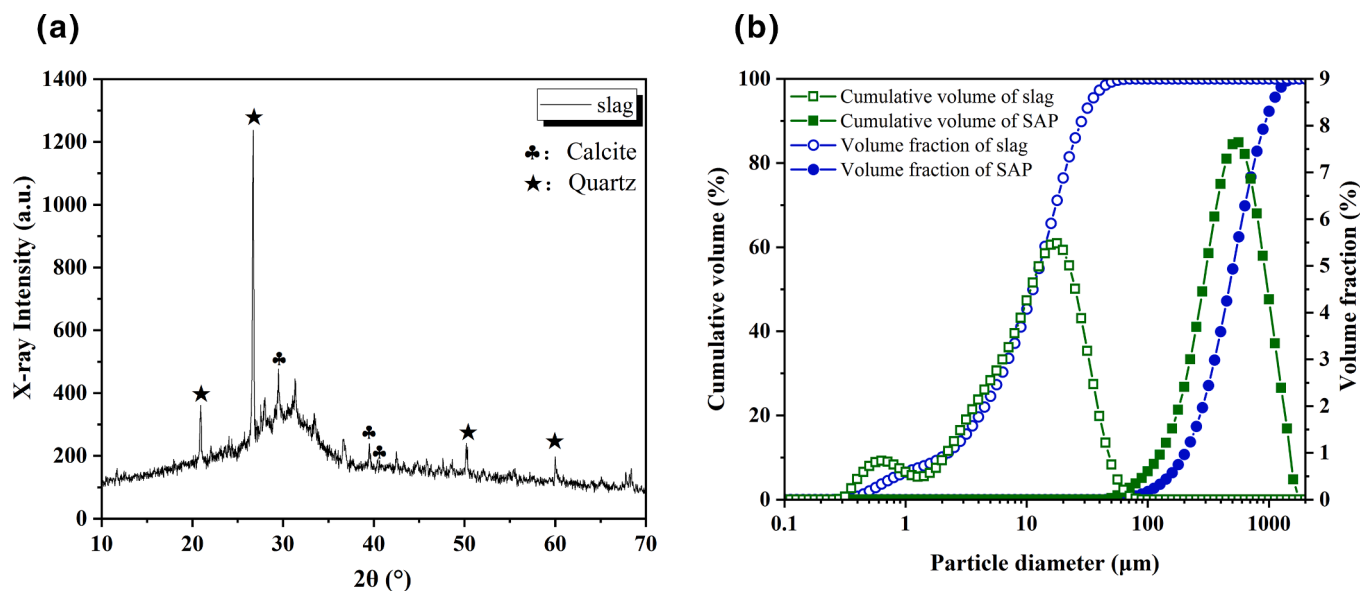 (a)
1400
1200
1000
800
600
400
200
0
X-ray Intensity (a.u.)
slag
♣: Calcite
★: Quartz
10 20 30 40 50 60 70
2θ (°)
(b)
100
80
60
40
20
0
Cumulative volume (%)
Cumulative volume of slag
Cumulative volume of SAP
Volume fraction of slag
Volume fraction of SAP
9
8
7
6
5
4
3
2
1
0
Volume fraction (%)
0.1 1 10 100 1000
Particle diameter (μm)